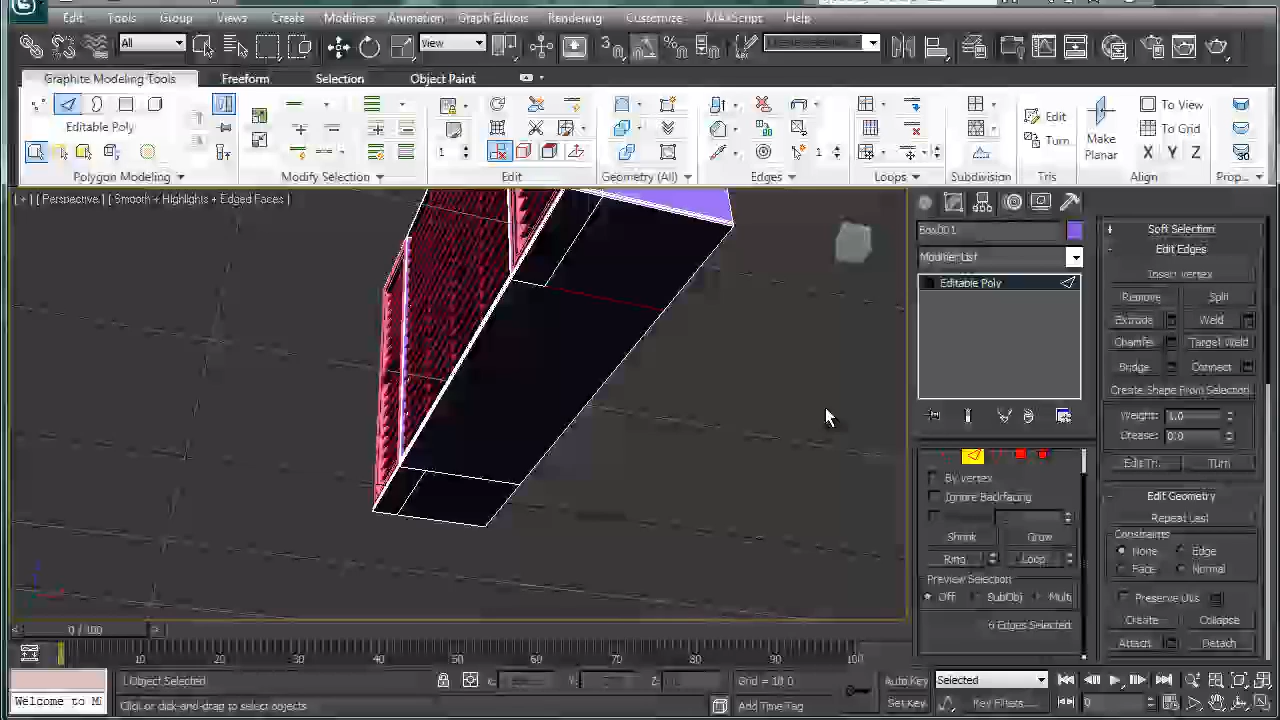 Edit Tools Group Views Create Modifiers Animation Graph Editors Rendering Customize MAXScript Help
All
View
Graphite Modeling Tools Freeform Selection Object Paint
Editable Poly
1
1
Edit
Turn
Make
Planar
To View
To Grid
X Y Z
Polygon Modeling Modify Selection Edit Geometry (All) Edges Loops Subdivision Tris Align Prop...
[ + ] [ Perspective ] [ Smooth + Highlights + Edged Faces ]
Box001
Modifier List
Editable Poly
By Vertex
Ignore Backfacing
Shrink Grow
Ring Loop
Preview Selection
Off SubObj Multi
6 Edges Selected
Soft Selection
Edit Edges
Insert Vertex
Remove Split
Extrude Weld
Chamfer Target Weld
Bridge Connect
Create Shape From Selection
Weight: 1.0
Crease: 0.0
Edit Tri. Turn
Edit Geometry
Repeat Last
Constraints
None Edge
Face Normal
Preserve UVs
Create Collapse
Attach Detach
0 / 100
10 20 30 40 50 60 70 80 90 100
Welcome to M
1 Object Selected
X: Y: Z:
Grid = 10.0
Click or click-and-drag to select objects
Add Time Tag
Auto Key
Selected
Set Key
Key Filters...
0